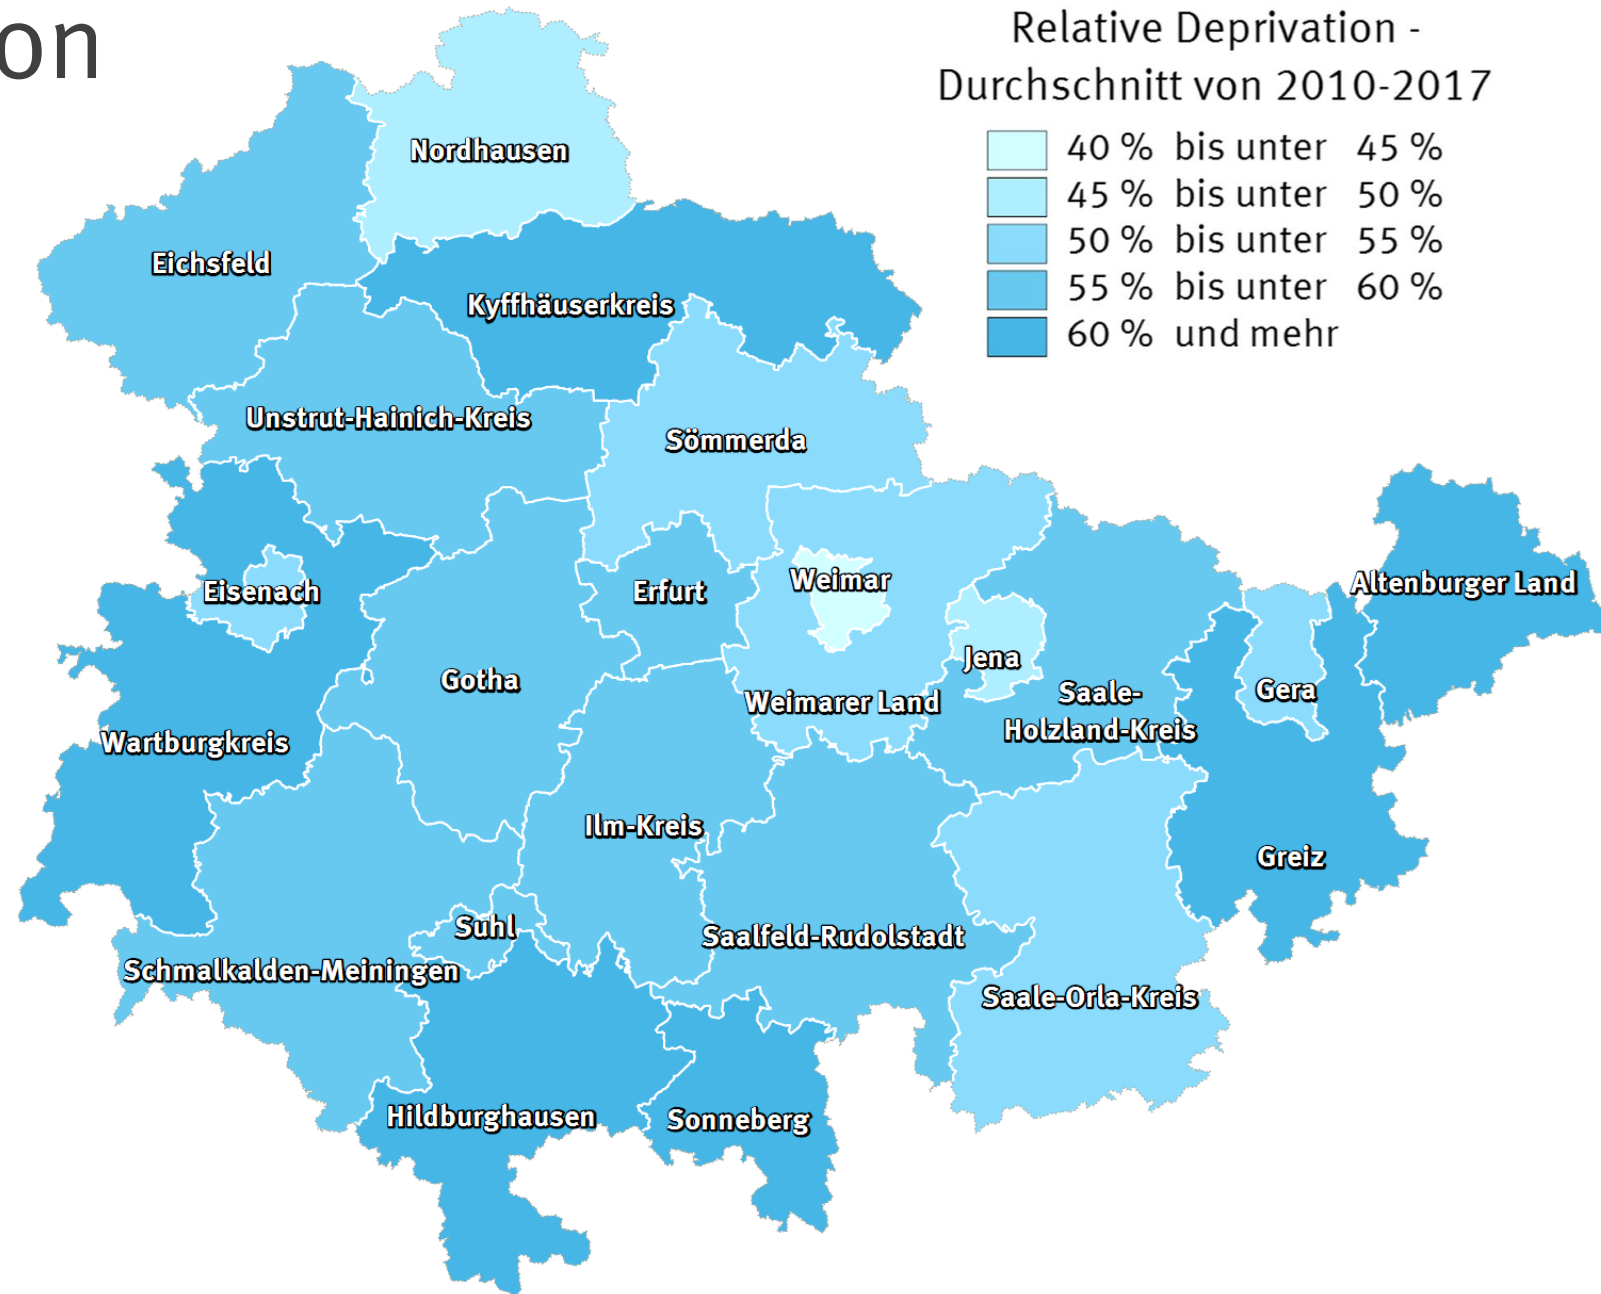 on
Relative Deprivation -
Durchschnitt von 2010-2017
40 % bis unter 45 %
45 % bis unter 50 %
50 % bis unter 55 %
55 % bis unter 60 %
60 % und mehr
Nordhausen
Eichsfeld
Kyffhäuserkreis
Unstrut-Hainich-Kreis
Sömmerda
Eisenach
Erfurt
Weimar
Altenburger Land
Jena
Gotha
Weimarer Land
Saale-
Holzland-Kreis
Gera
Wartburgkreis
Ilm-Kreis
Greiz
Suhl
Saalfeld-Rudolstadt
Schmalkalden-Meiningen
Saale-Orla-Kreis
Hildburghausen
Sonneberg